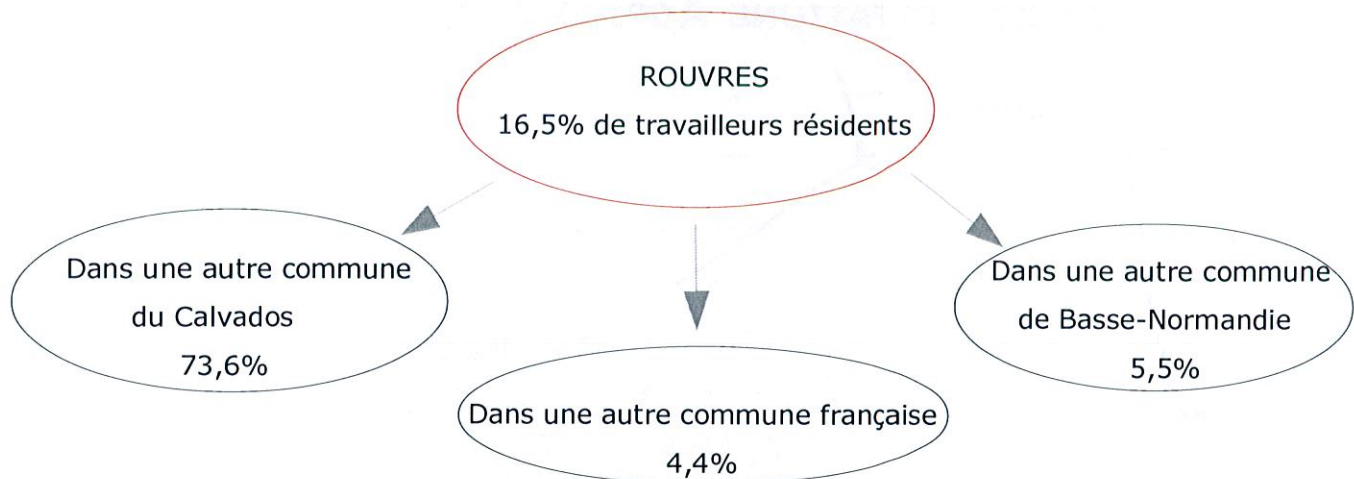 ROUVRES
16,5% de travailleurs résidents
Dans une autre commune
du Calvados
73,6%
Dans une autre commune française
4,4%
Dans une autre commune
de Basse-Normandie
5,5%